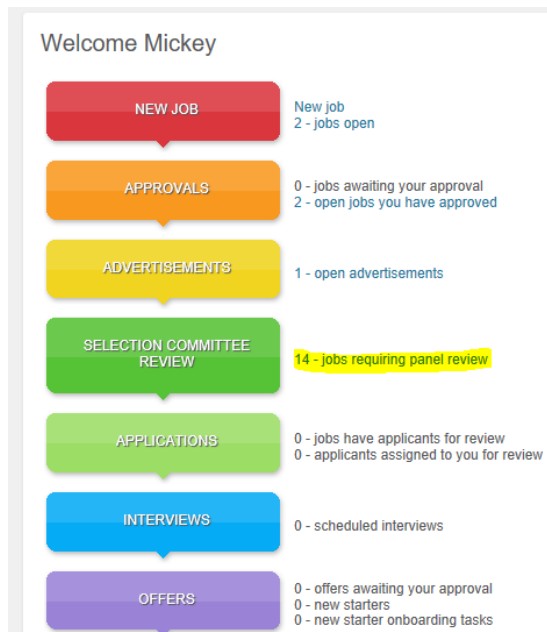 Welcome Mickey
NEW JOB
New job
2 - jobs open
APPROVALS
0 - jobs awaiting your approval
2 - open jobs you have approved
ADVERTISEMENTS
1 - open advertisements
SELECTION COMMITTEE
REVIEW
14 - jobs requiring panel review
APPLICATIONS
0 - jobs have applicants for review
0 - applicants assigned to you for review
INTERVIEWS
0 - scheduled interviews
OFFERS
0 - offers awaiting your approval
0 - new starters
0 - new starter onboarding tasks